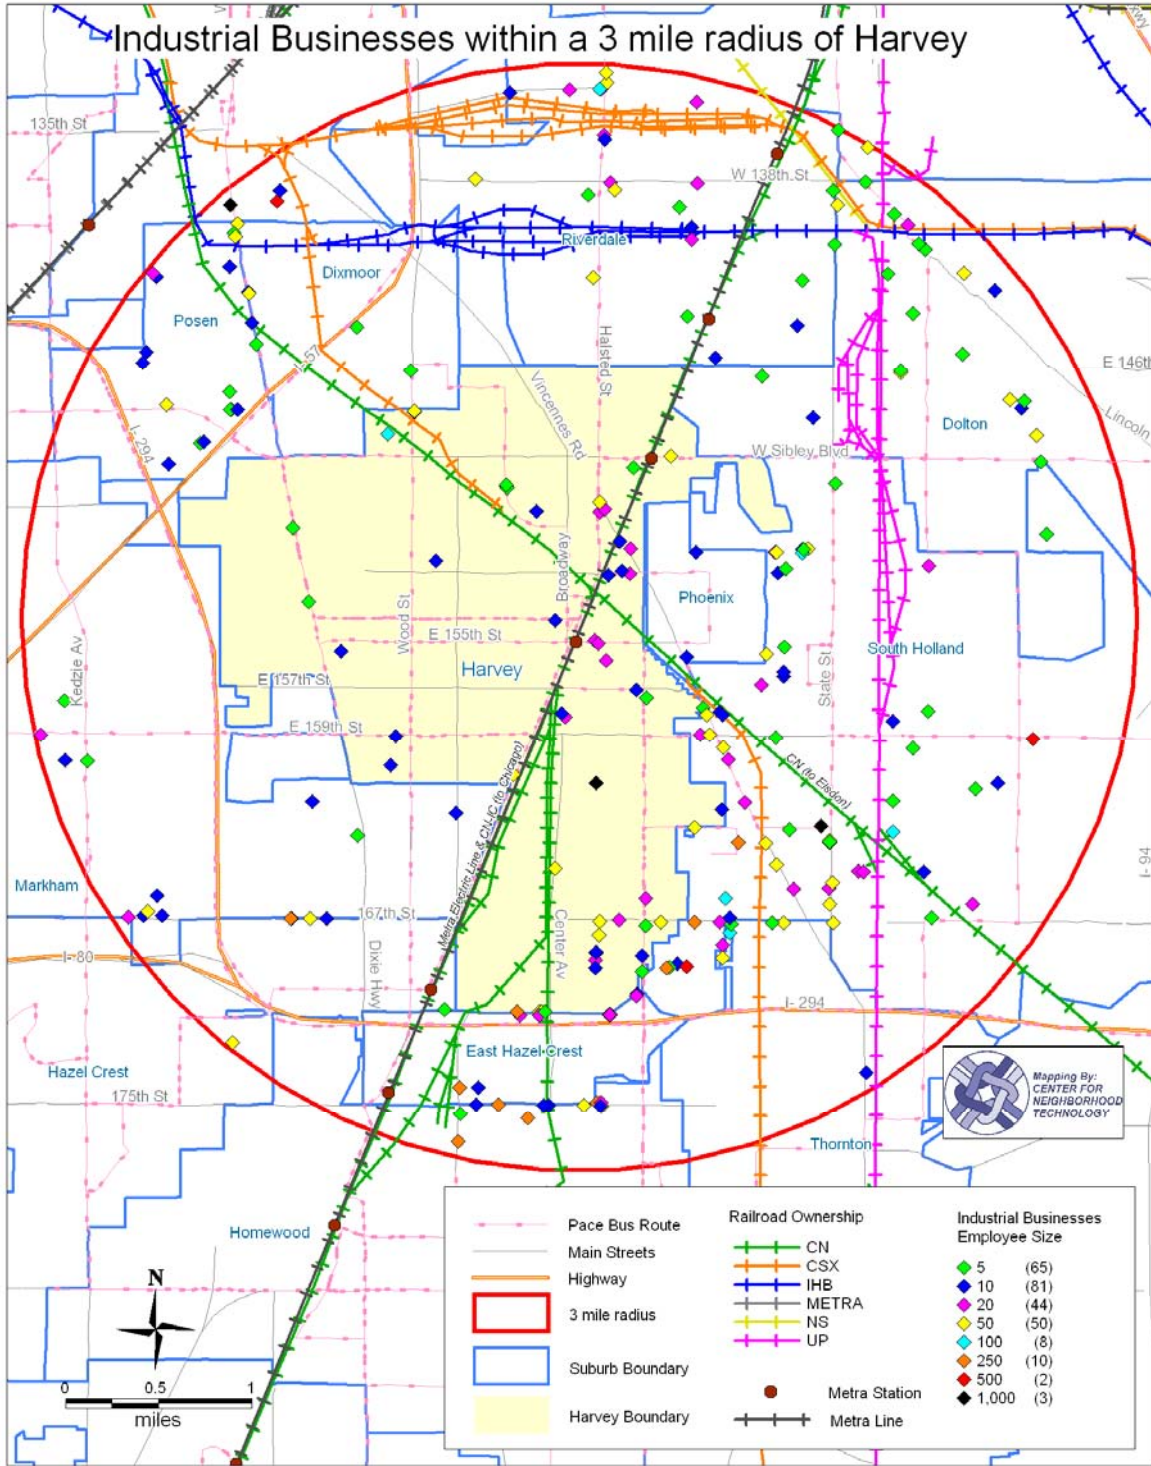 Industrial Businesses within a 3 mile radius of Harvey
135th St
W 138th St
Riverdale
Dixmoor
Posen
I-57
Halsted St
Vincennes Rd
E 146th
Lincoln
I-294
Dolton
W Sibley Blvd
Broadway
Phoenix
Wood St
E 155th St
Kedzie Av
Harvey
State St
South Holland
E 157th St
E 159th St
CN (to Elsdon)
Metra Electric Line & CN-IC (to Chicago)
I-94
Markham
167th St
Center Av
Dixie Hwy
I-80
I-294
East Hazel Crest
Hazel Crest
175th St
Mapping By:
CENTER FOR
NEIGHBORHOOD
TECHNOLOGY
Thornton
Homewood
N
0 0.5 1
miles
Pace Bus Route
Main Streets
Highway
3 mile radius
Suburb Boundary
Harvey Boundary
Railroad Ownership
CN
CSX
IHB
METRA
NS
UP
Metra Station
Metra Line
Industrial Businesses
Employee Size
5 (65)
10 (81)
20 (44)
50 (50)
100 (8)
250 (10)
500 (2)
1,000 (3)